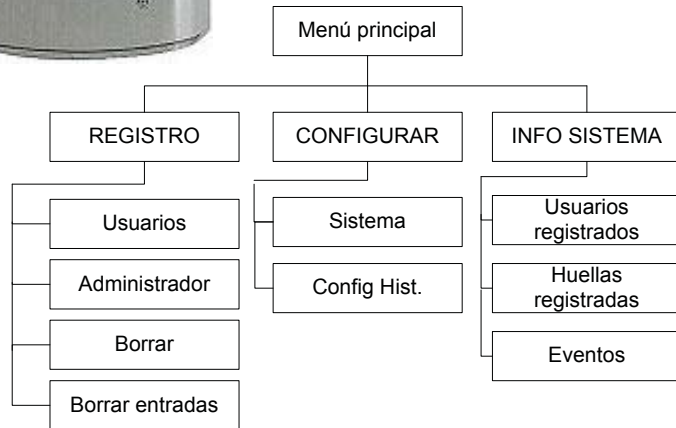 Menú principal
REGISTRO
CONFIGURAR
INFO SISTEMA
Usuarios
Administrador
Borrar
Borrar entradas
Sistema
Config Hist.
Usuarios
registrados
Huellas
registradas
Eventos